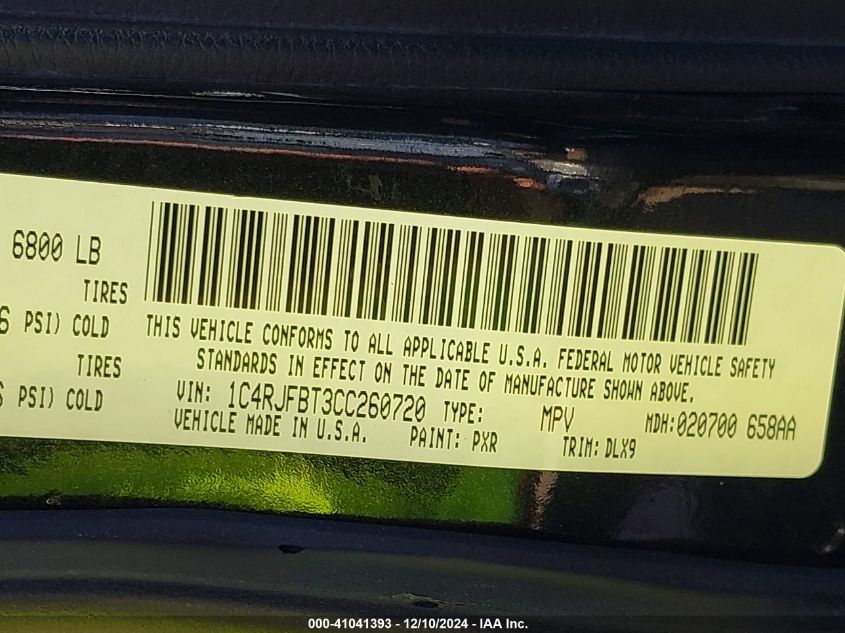 6800 LB
TIRES
6 PSI) COLD
TIRES
PSI) COLD
THIS VEHICLE CONFORMS TO ALL APPLICABLE U.S.A. FEDERAL MOTOR VEHICLE SAFETY
STANDARDS IN EFFECT ON THE DATE OF MANUFACTURE SHOWN ABOVE.
VIN: 1C4RJFBT3CC260720 TYPE: MPV MDH:020700 658AA
VEHICLE MADE IN U.S.A. PAINT: PXR TRIM: DLX9
000-41041393 - 12/10/2024 - IAA Inc.